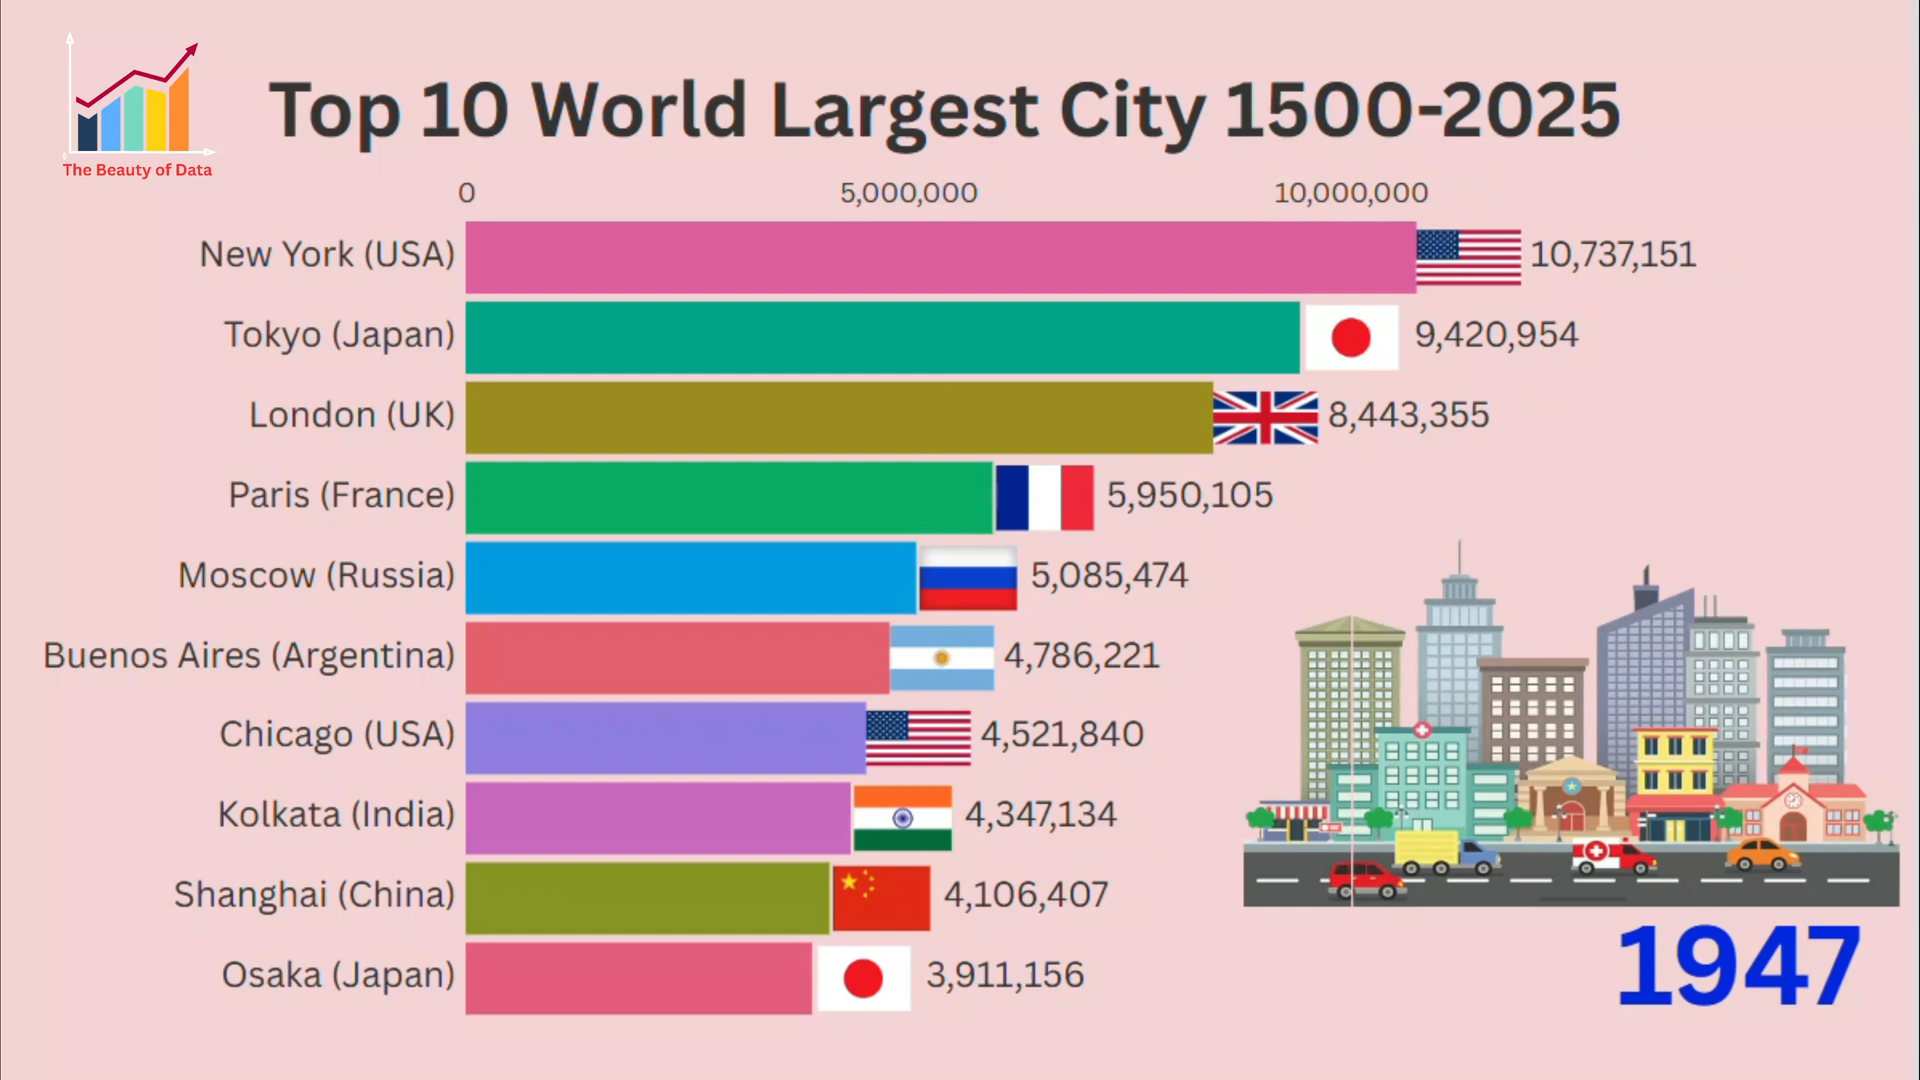 The Beauty of Data
Top 10 World Largest City 1500-2025
0 5,000,000 10,000,000
New York (USA) 10,737,151
Tokyo (Japan) 9,420,954
London (UK) 8,443,355
Paris (France) 5,950,105
Moscow (Russia) 5,085,474
Buenos Aires (Argentina) 4,786,221
Chicago (USA) 4,521,840
Kolkata (India) 4,347,134
Shanghai (China) 4,106,407
Osaka (Japan) 3,911,156
1947